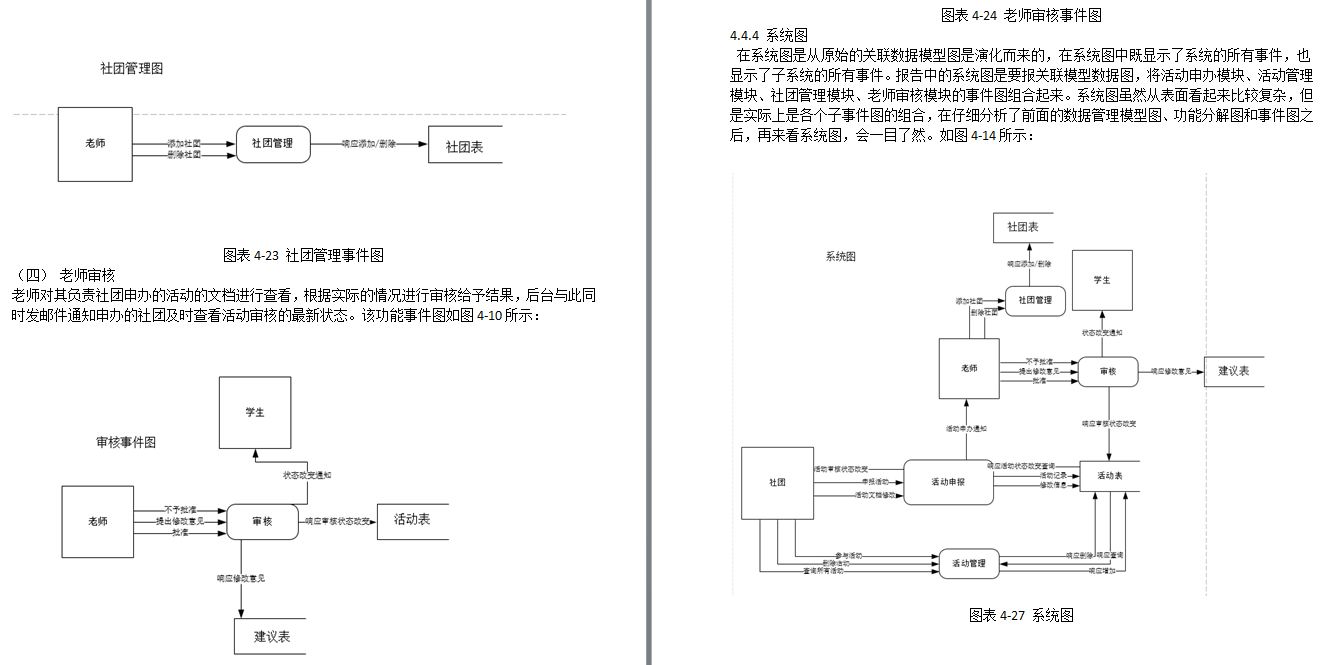 社团管理图
老师
添加社团
删除社团
社团管理
响应添加/删除
社团表
图表 4-23 社团管理事件图
（四） 老师审核
老师对其负责社团申办的活动的文档进行查看，根据实际的情况进行审核给予结果，后台与此同
时发邮件通知申办的社团及时查看活动审核的最新状态。该功能事件图如图 4-10 所示：
学生
审核事件图
状态改变通知
老师
不予批准
提出修改意见
批准
审核
响应审核状态改变
活动表
响应修改意见
建议表
图表 4-24 老师审核事件图
4.4.4 系统图
在系统图是从原始的关联数据模型图是演化而来的，在系统图中既显示了系统的所有事件，也
显示了子系统的所有事件。报告中的系统图是要报关联模型数据图，将活动申办模块、活动管理
模块、社团管理模块、老师审核模块的事件图组合起来。系统图虽然从表面看起来比较复杂，但
是实际上是各个子事件图的组合，在仔细分析了前面的数据管理模型图、功能分解图和事件图之
后，再来看系统图，会一目了然。如图 4-14 所示：
社团表
系统图
响应添加/删除
学生
添加社团
删除社团
社团管理
状态改变通知
老师
不予批准
提出修改意见
批准
审核
响应修改意见
建议表
活动申办通知
响应审核状态改变
社团
活动审核状态改变
申报活动
活动文档修改
活动申报
响应活动状态改变查询
活动记录
修改信息
活动表
参与活动
删除活动
查询所有活动
活动管理
响应删除
响应查询
响应增加
图表 4-27 系统图